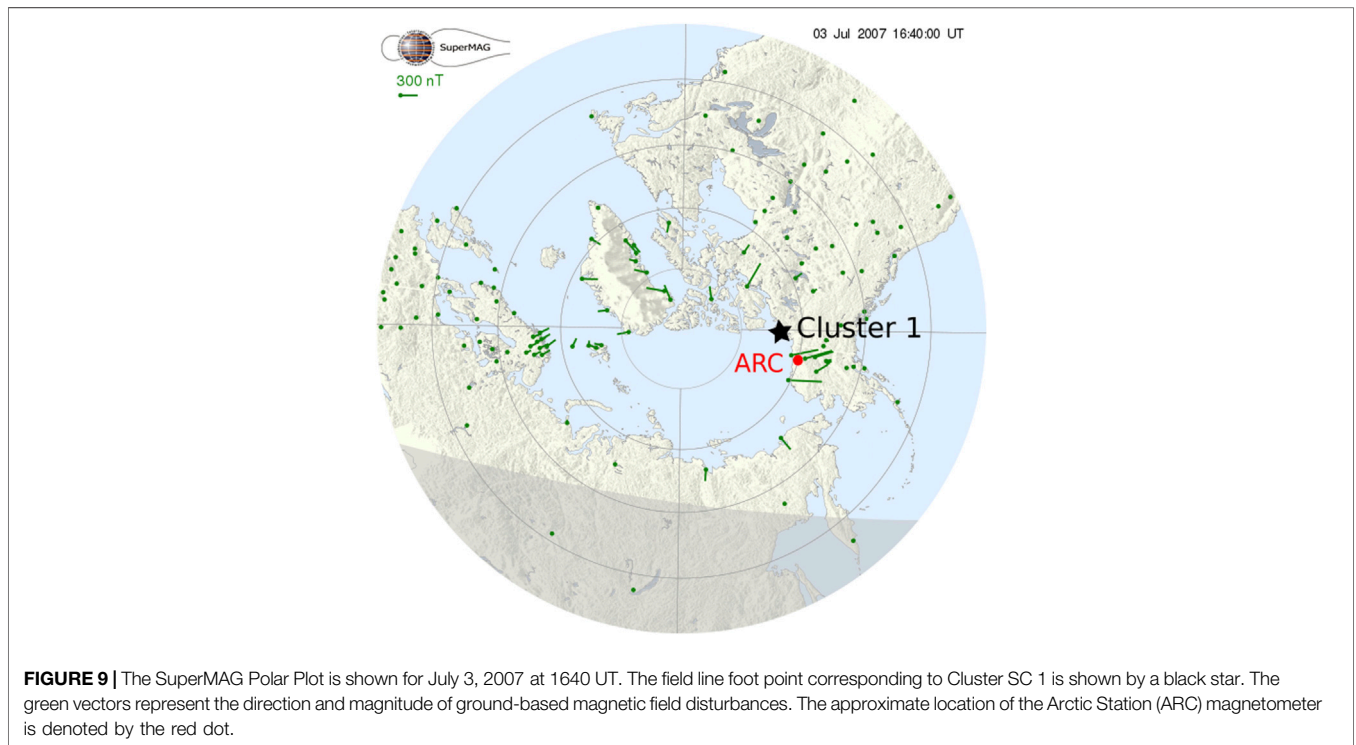 SuperMAG
03 Jul 2007 16:40:00 UT
300 nT
Cluster 1
ARC
FIGURE 9 | The SuperMAG Polar Plot is shown for July 3, 2007 at 1640 UT. The field line foot point corresponding to Cluster SC 1 is shown by a black star. The
green vectors represent the direction and magnitude of ground-based magnetic field disturbances. The approximate location of the Arctic Station (ARC) magnetometer
is denoted by the red dot.